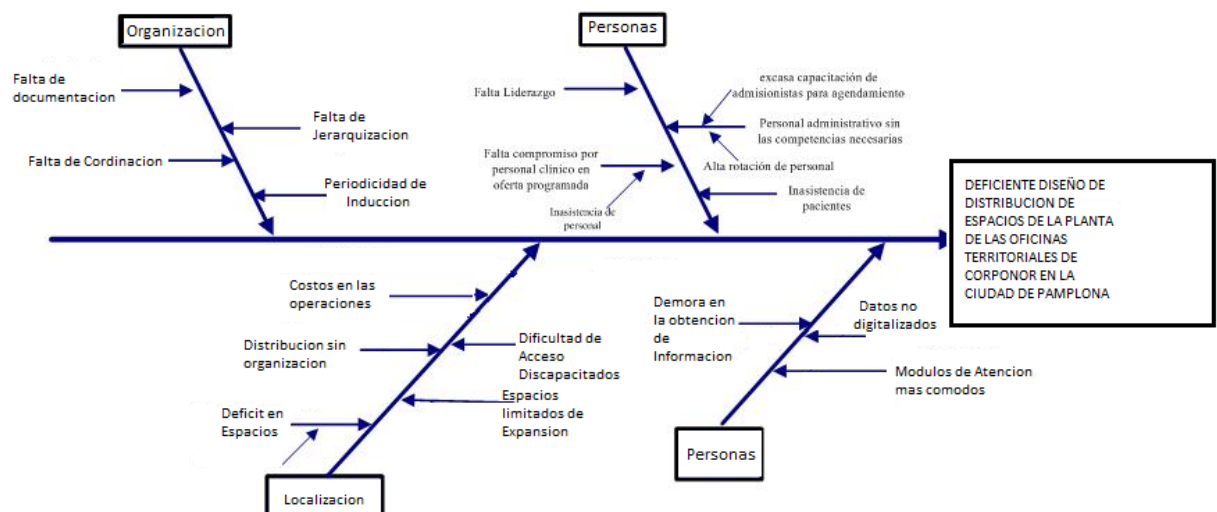 Organizacion
Falta de
documentacion
Falta de
Jerarquizacion
Falta de Cordinacion
Periodicidad de
Induccion
Personas
Falta Liderazgo
excasa capacitación de
admisionistas para agendamiento
Personal administrativo sin
las competencias necesarias
Falta compromiso por
personal clínico en
oferta programada
Alta rotación de personal
Inasistencia de
personal
Inasistencia de
pacientes
DEFICIENTE DISEÑO DE
DISTRIBUCION DE
ESPACIOS DE LA PLANTA
DE LAS OFICINAS
TERRITORIALES DE
CORPONOR EN LA
CIUDAD DE PAMPLONA
Costos en las
operaciones
Distribucion sin
organizacion
Dificultad de
Acceso
Discapacitados
Deficit en
Espacios
Espacios
limitados de
Expansion
Localizacion
Demora en
la obtencion
de
Informacion
Datos no
digitalizados
Modulos de Atencion
mas comodos
Personas